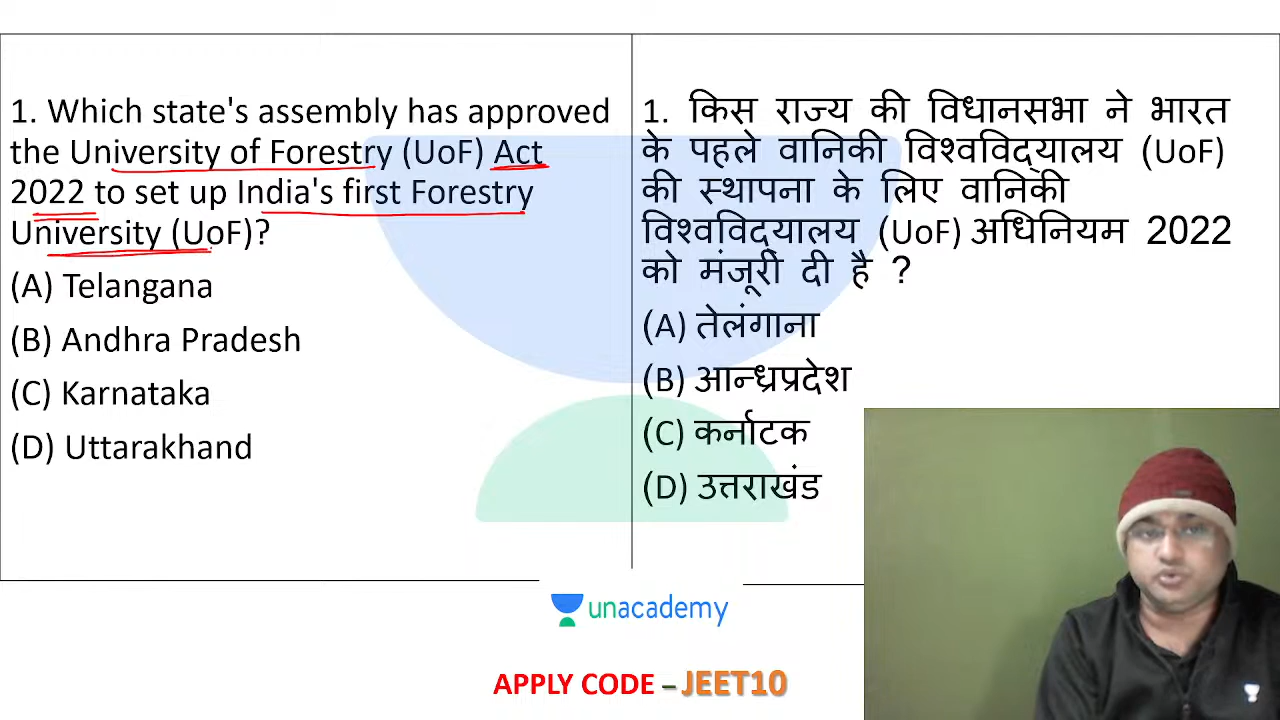 1. Which state's assembly has approved
the University of Forestry (UoF) Act
2022 to set up India's first Forestry
University (UoF)?
(A) Telangana
(B) Andhra Pradesh
(C) Karnataka
(D) Uttarakhand
1. किस राज्य की विधानसभा ने भारत
के पहले वानिकी विश्वविद्यालय (UoF)
की स्थापना के लिए वानिकी
विश्वविद्यालय (UoF) अधिनियम 2022
को मंजूरी दी है ?
(A) तेलंगाना
(B) आन्ध्रप्रदेश
(C) कर्नाटक
(D) उत्तराखंड
unacademy
APPLY CODE – JEET10